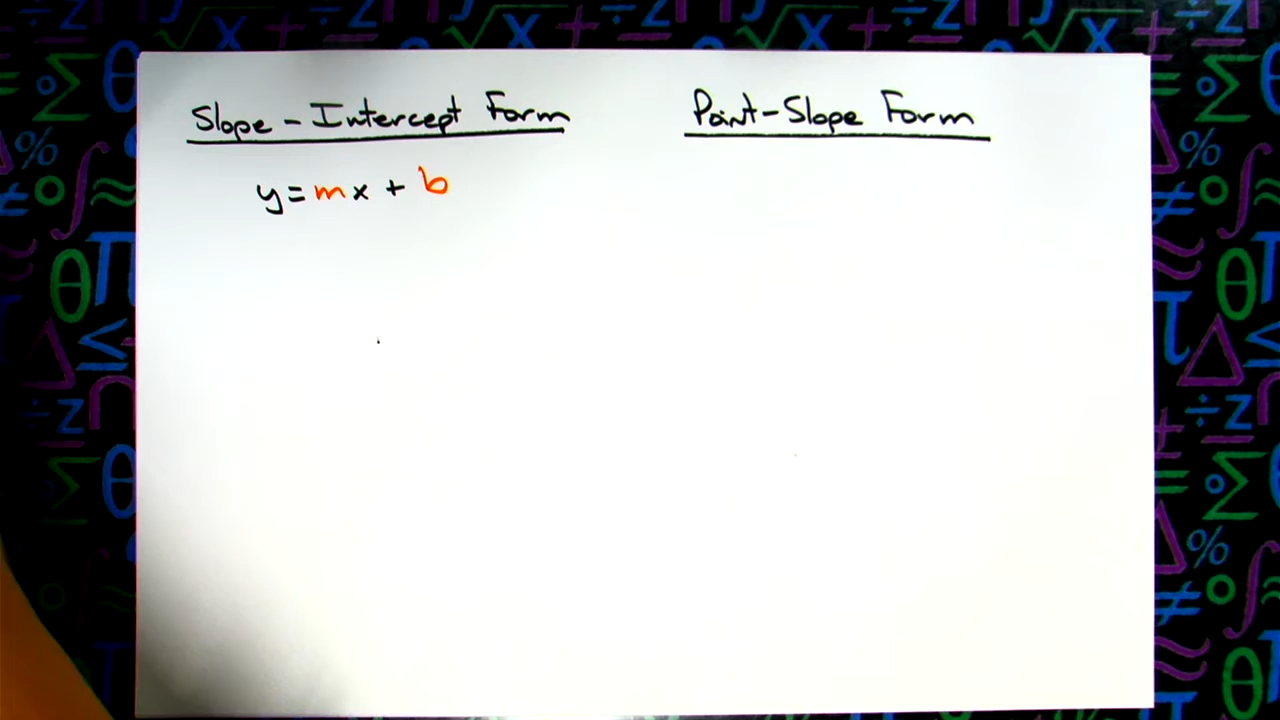 Slope - Intercept Form
y = mx + b
Point-Slope Form